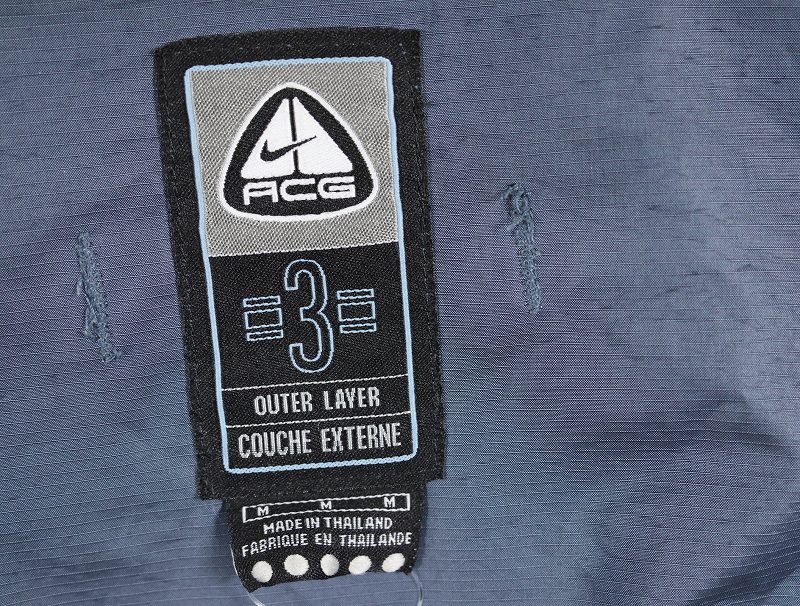 ACG
3
OUTER LAYER
COUCHE EXTERNE
M M M
MADE IN THAILAND
FABRIQUE EN THAILANDE